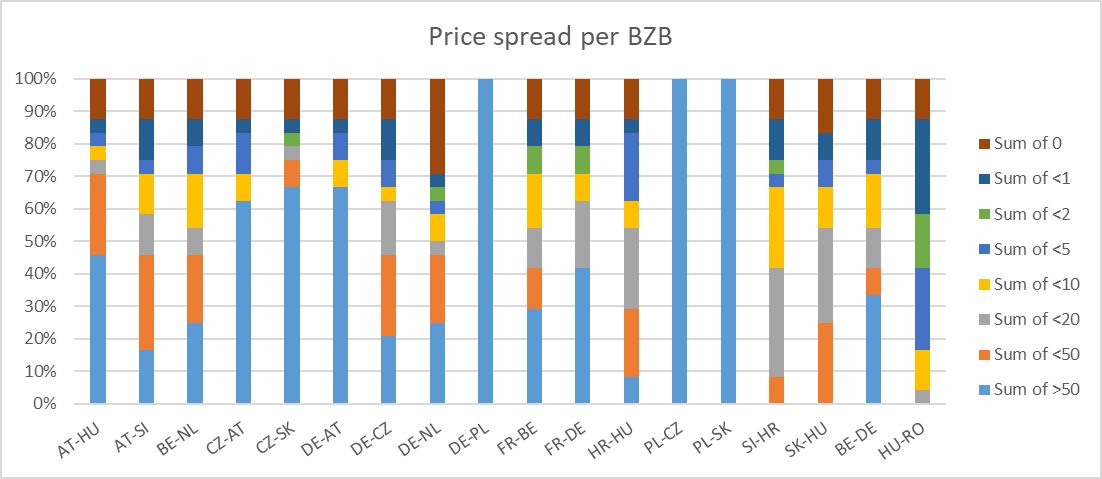 Price spread per BZB
100%
90%
80%
70%
60%
50%
40%
30%
20%
10%
0%
AT-HU
AT-SI
BE-NL
CZ-AT
CZ-SK
DE-AT
DE-CZ
DE-NL
DE-PL
FR-BE
FR-DE
HR-HU
PL-CZ
PL-SK
SI-HR
SK-HU
BE-DE
HU-RO
Sum of 0
Sum of <1
Sum of <2
Sum of <5
Sum of <10
Sum of <20
Sum of <50
Sum of >50